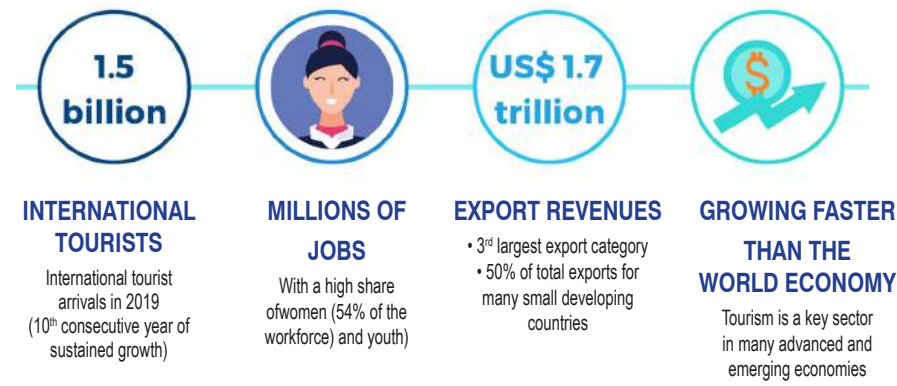 1.5
billion
INTERNATIONAL
TOURISTS
International tourist
arrivals in 2019
(10th consecutive year of
sustained growth)
MILLIONS OF
JOBS
With a high share
ofwomen (54% of the
workforce) and youth)
US$ 1.7
trillion
EXPORT REVENUES
• 3rd largest export category
• 50% of total exports for
many small developing
countries
$
GROWING FASTER
THAN THE
WORLD ECONOMY
Tourism is a key sector
in many advanced and
emerging economies